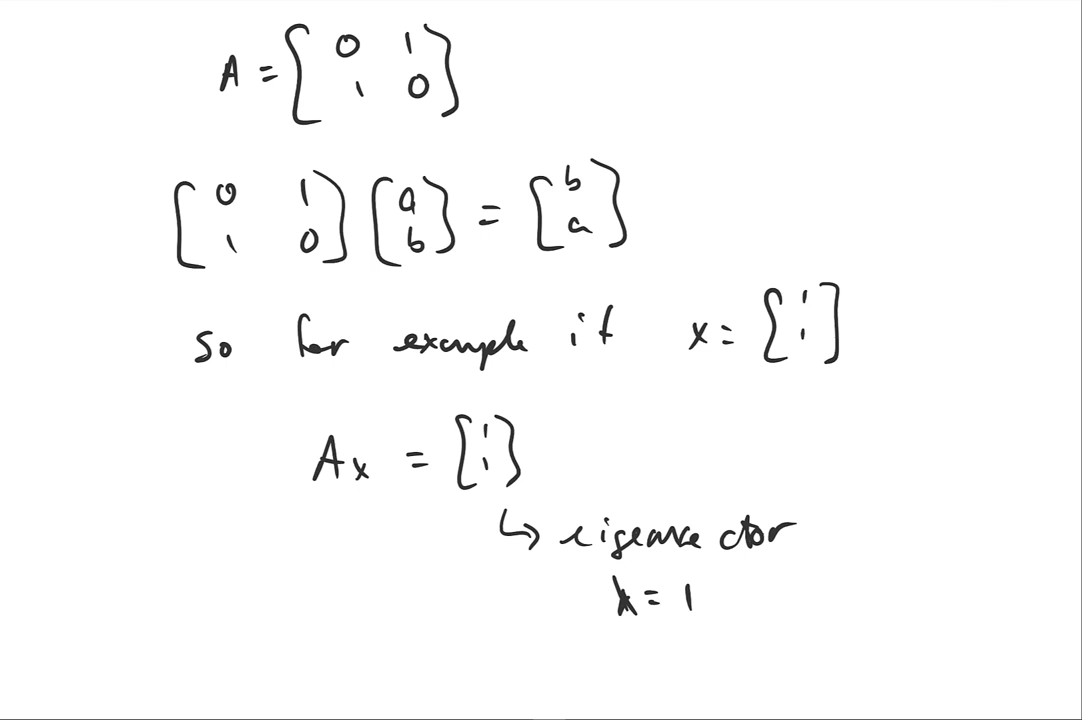 A = [ 0 1 ; 1 0 ]
[ 0 1 ; 1 0 ] [ a ; b ] = [ b ; a ]
so for example if x = [ 1 ; 1 ]
Ax = [ 1 ; 1 ]
↳ eigenvector
λ = 1